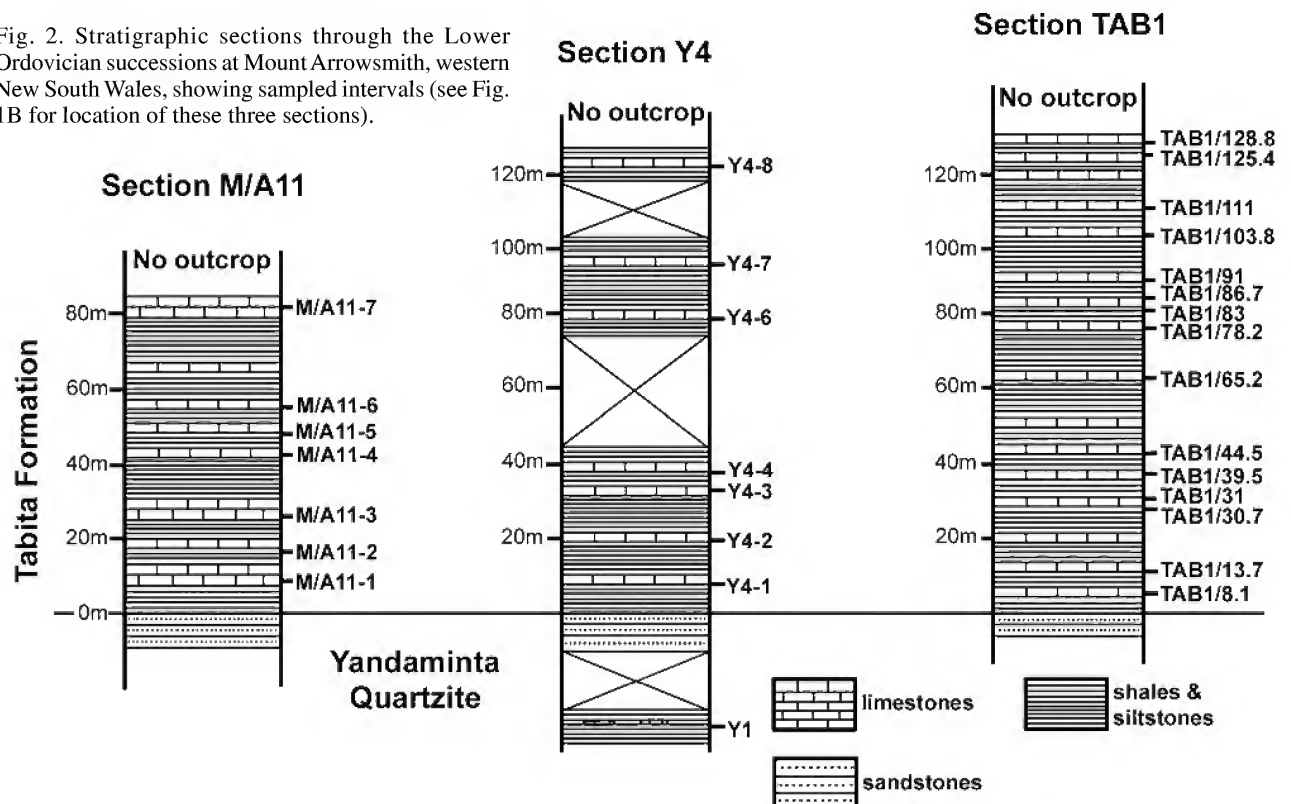 Fig. 2. Stratigraphic sections through the Lower
Ordovician successions at Mount Arrowsmith, western
New South Wales, showing sampled intervals (see Fig.
1B for location of these three sections).
Section M/A11
No outcrop
80m
60m
40m
20m
0m
M/A11-7
M/A11-6
M/A11-5
M/A11-4
M/A11-3
M/A11-2
M/A11-1
Tabita Formation
Yandaminta
Quartzite
Section Y4
No outcrop
120m
100m
80m
60m
40m
20m
Y4-8
Y4-7
Y4-6
Y4-4
Y4-3
Y4-2
Y4-1
Y1
Section TAB1
No outcrop
120m
100m
80m
60m
40m
20m
TAB1/128.8
TAB1/125.4
TAB1/111
TAB1/103.8
TAB1/91
TAB1/86.7
TAB1/83
TAB1/78.2
TAB1/65.2
TAB1/44.5
TAB1/39.5
TAB1/31
TAB1/30.7
TAB1/13.7
TAB1/8.1
limestones
shales &
siltstones
sandstones